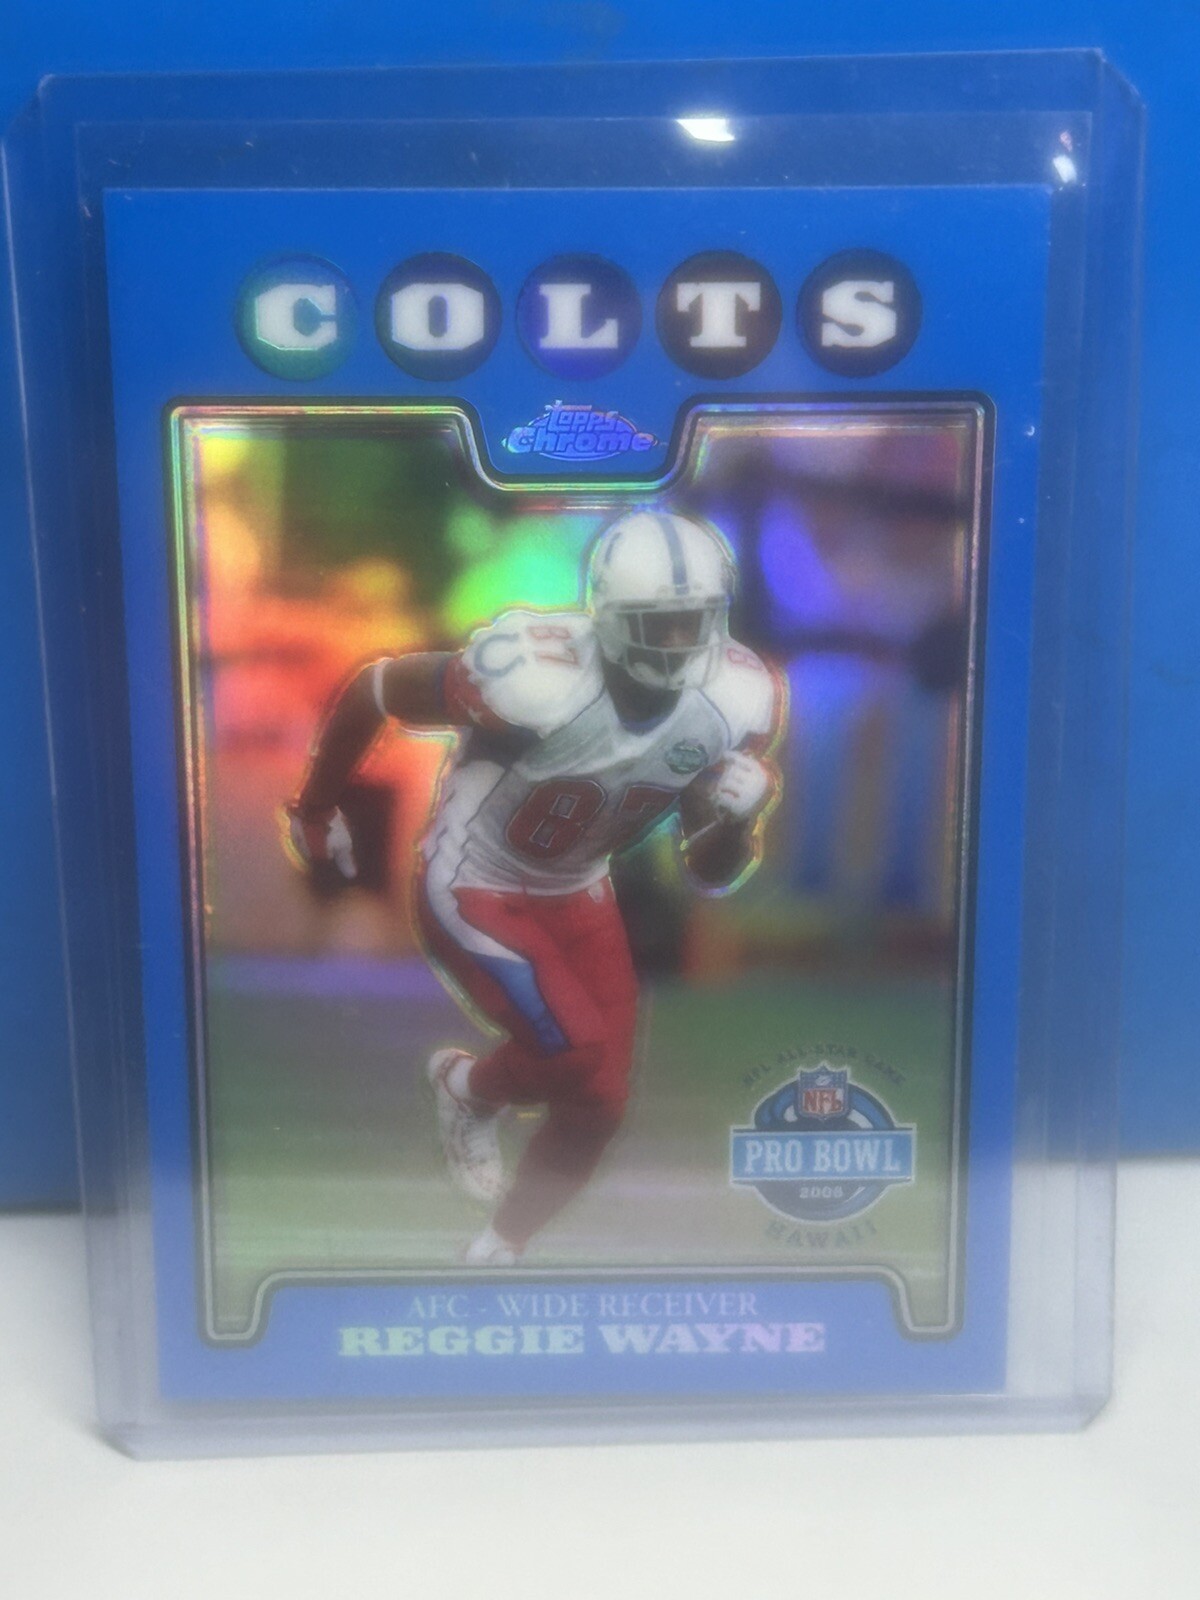 COLTS
Topps
Chrome
87
8
87
NFL ALL-STAR GAME
NFL
PRO BOWL
2008
HAWAII
AFC - WIDE RECEIVER
REGGIE WAYNE